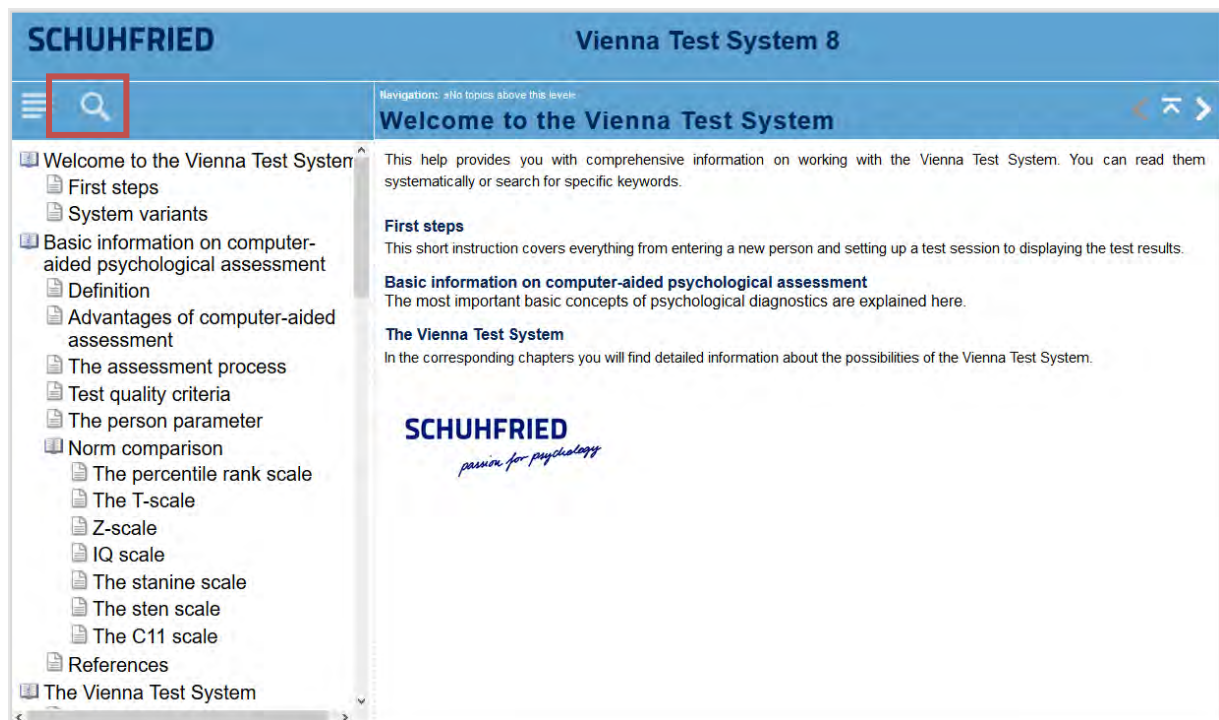 SCHUHFRIED
Vienna Test System 8
Navigation: »No topics above this level«
Welcome to the Vienna Test System
Welcome to the Vienna Test System
First steps
System variants
Basic information on computer-
aided psychological assessment
Definition
Advantages of computer-aided
assessment
The assessment process
Test quality criteria
The person parameter
Norm comparison
The percentile rank scale
The T-scale
Z-scale
IQ scale
The stanine scale
The sten scale
The C11 scale
References
The Vienna Test System
This help provides you with comprehensive information on working with the Vienna Test System. You can read them
systematically or search for specific keywords.
First steps
This short instruction covers everything from entering a new person and setting up a test session to displaying the test results.
Basic information on computer-aided psychological assessment
The most important basic concepts of psychological diagnostics are explained here.
The Vienna Test System
In the corresponding chapters you will find detailed information about the possibilities of the Vienna Test System.
SCHUHFRIED
passion for psychology